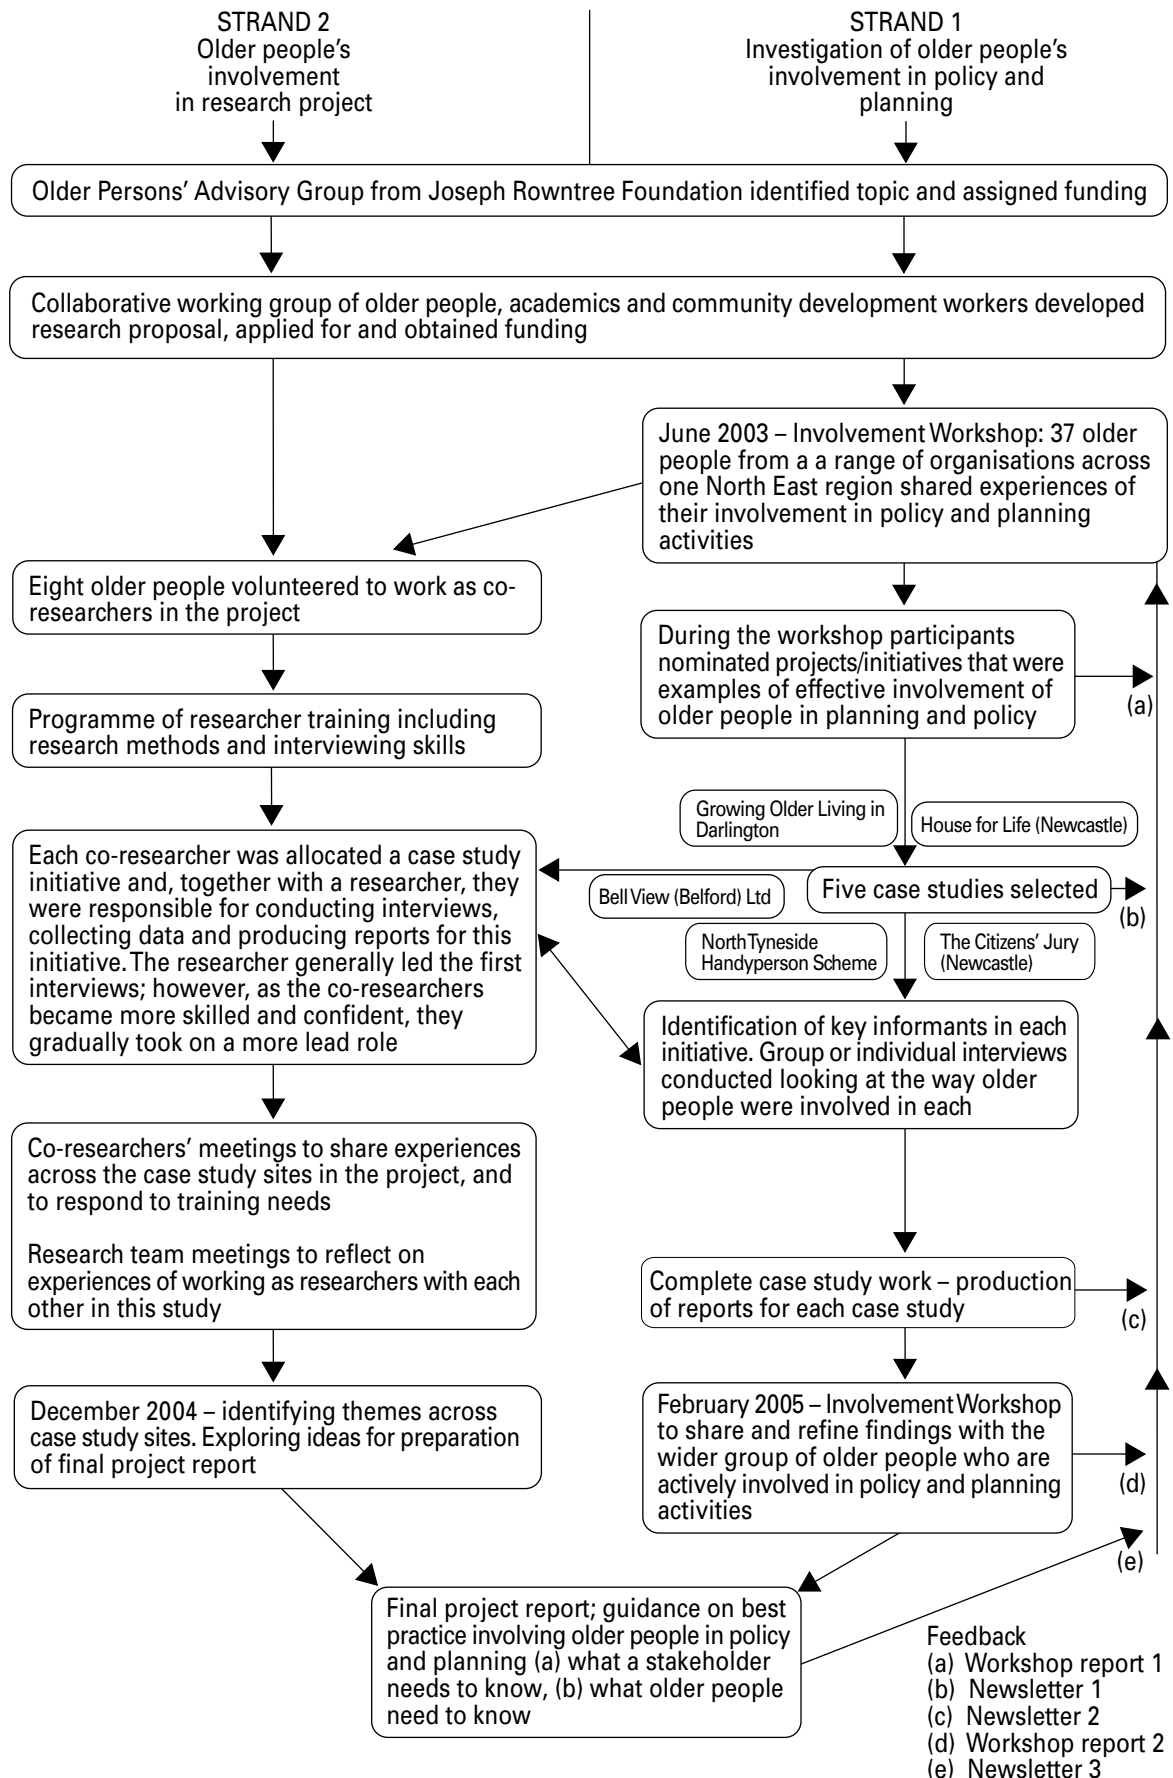 STRAND 2
Older people’s
involvement
in research project
STRAND 1
Investigation of older people’s
involvement in policy and
planning
Older Persons’ Advisory Group from Joseph Rowntree Foundation identified topic and assigned funding
Collaborative working group of older people, academics and community development workers developed
research proposal, applied for and obtained funding
June 2003 – Involvement Workshop: 37 older
people from a a range of organisations across
one North East region shared experiences of
their involvement in policy and planning
activities
Eight older people volunteered to work as co-
researchers in the project
During the workshop participants
nominated projects/initiatives that were
examples of effective involvement of
older people in planning and policy
(a)
Programme of researcher training including
research methods and interviewing skills
Growing Older Living in
Darlington
House for Life (Newcastle)
Each co-researcher was allocated a case study
initiative and, together with a researcher, they
were responsible for conducting interviews,
collecting data and producing reports for this
initiative. The researcher generally led the first
interviews; however, as the co-researchers
became more skilled and confident, they
gradually took on a more lead role
Bell View (Belford) Ltd
Five case studies selected
(b)
North Tyneside
Handyperson Scheme
The Citizens’ Jury
(Newcastle)
Identification of key informants in each
initiative. Group or individual interviews
conducted looking at the way older
people were involved in each
Co-researchers’ meetings to share experiences
across the case study sites in the project, and
to respond to training needs
Research team meetings to reflect on
experiences of working as researchers with each
other in this study
Complete case study work – production
of reports for each case study
(c)
December 2004 – identifying themes across
case study sites. Exploring ideas for preparation
of final project report
February 2005 – Involvement Workshop
to share and refine findings with the
wider group of older people who are
actively involved in policy and planning
activities
(d)
(e)
Final project report; guidance on best
practice involving older people in policy
and planning (a) what a stakeholder
needs to know, (b) what older people
need to know
Feedback
(a) Workshop report 1
(b) Newsletter 1
(c) Newsletter 2
(d) Workshop report 2
(e) Newsletter 3